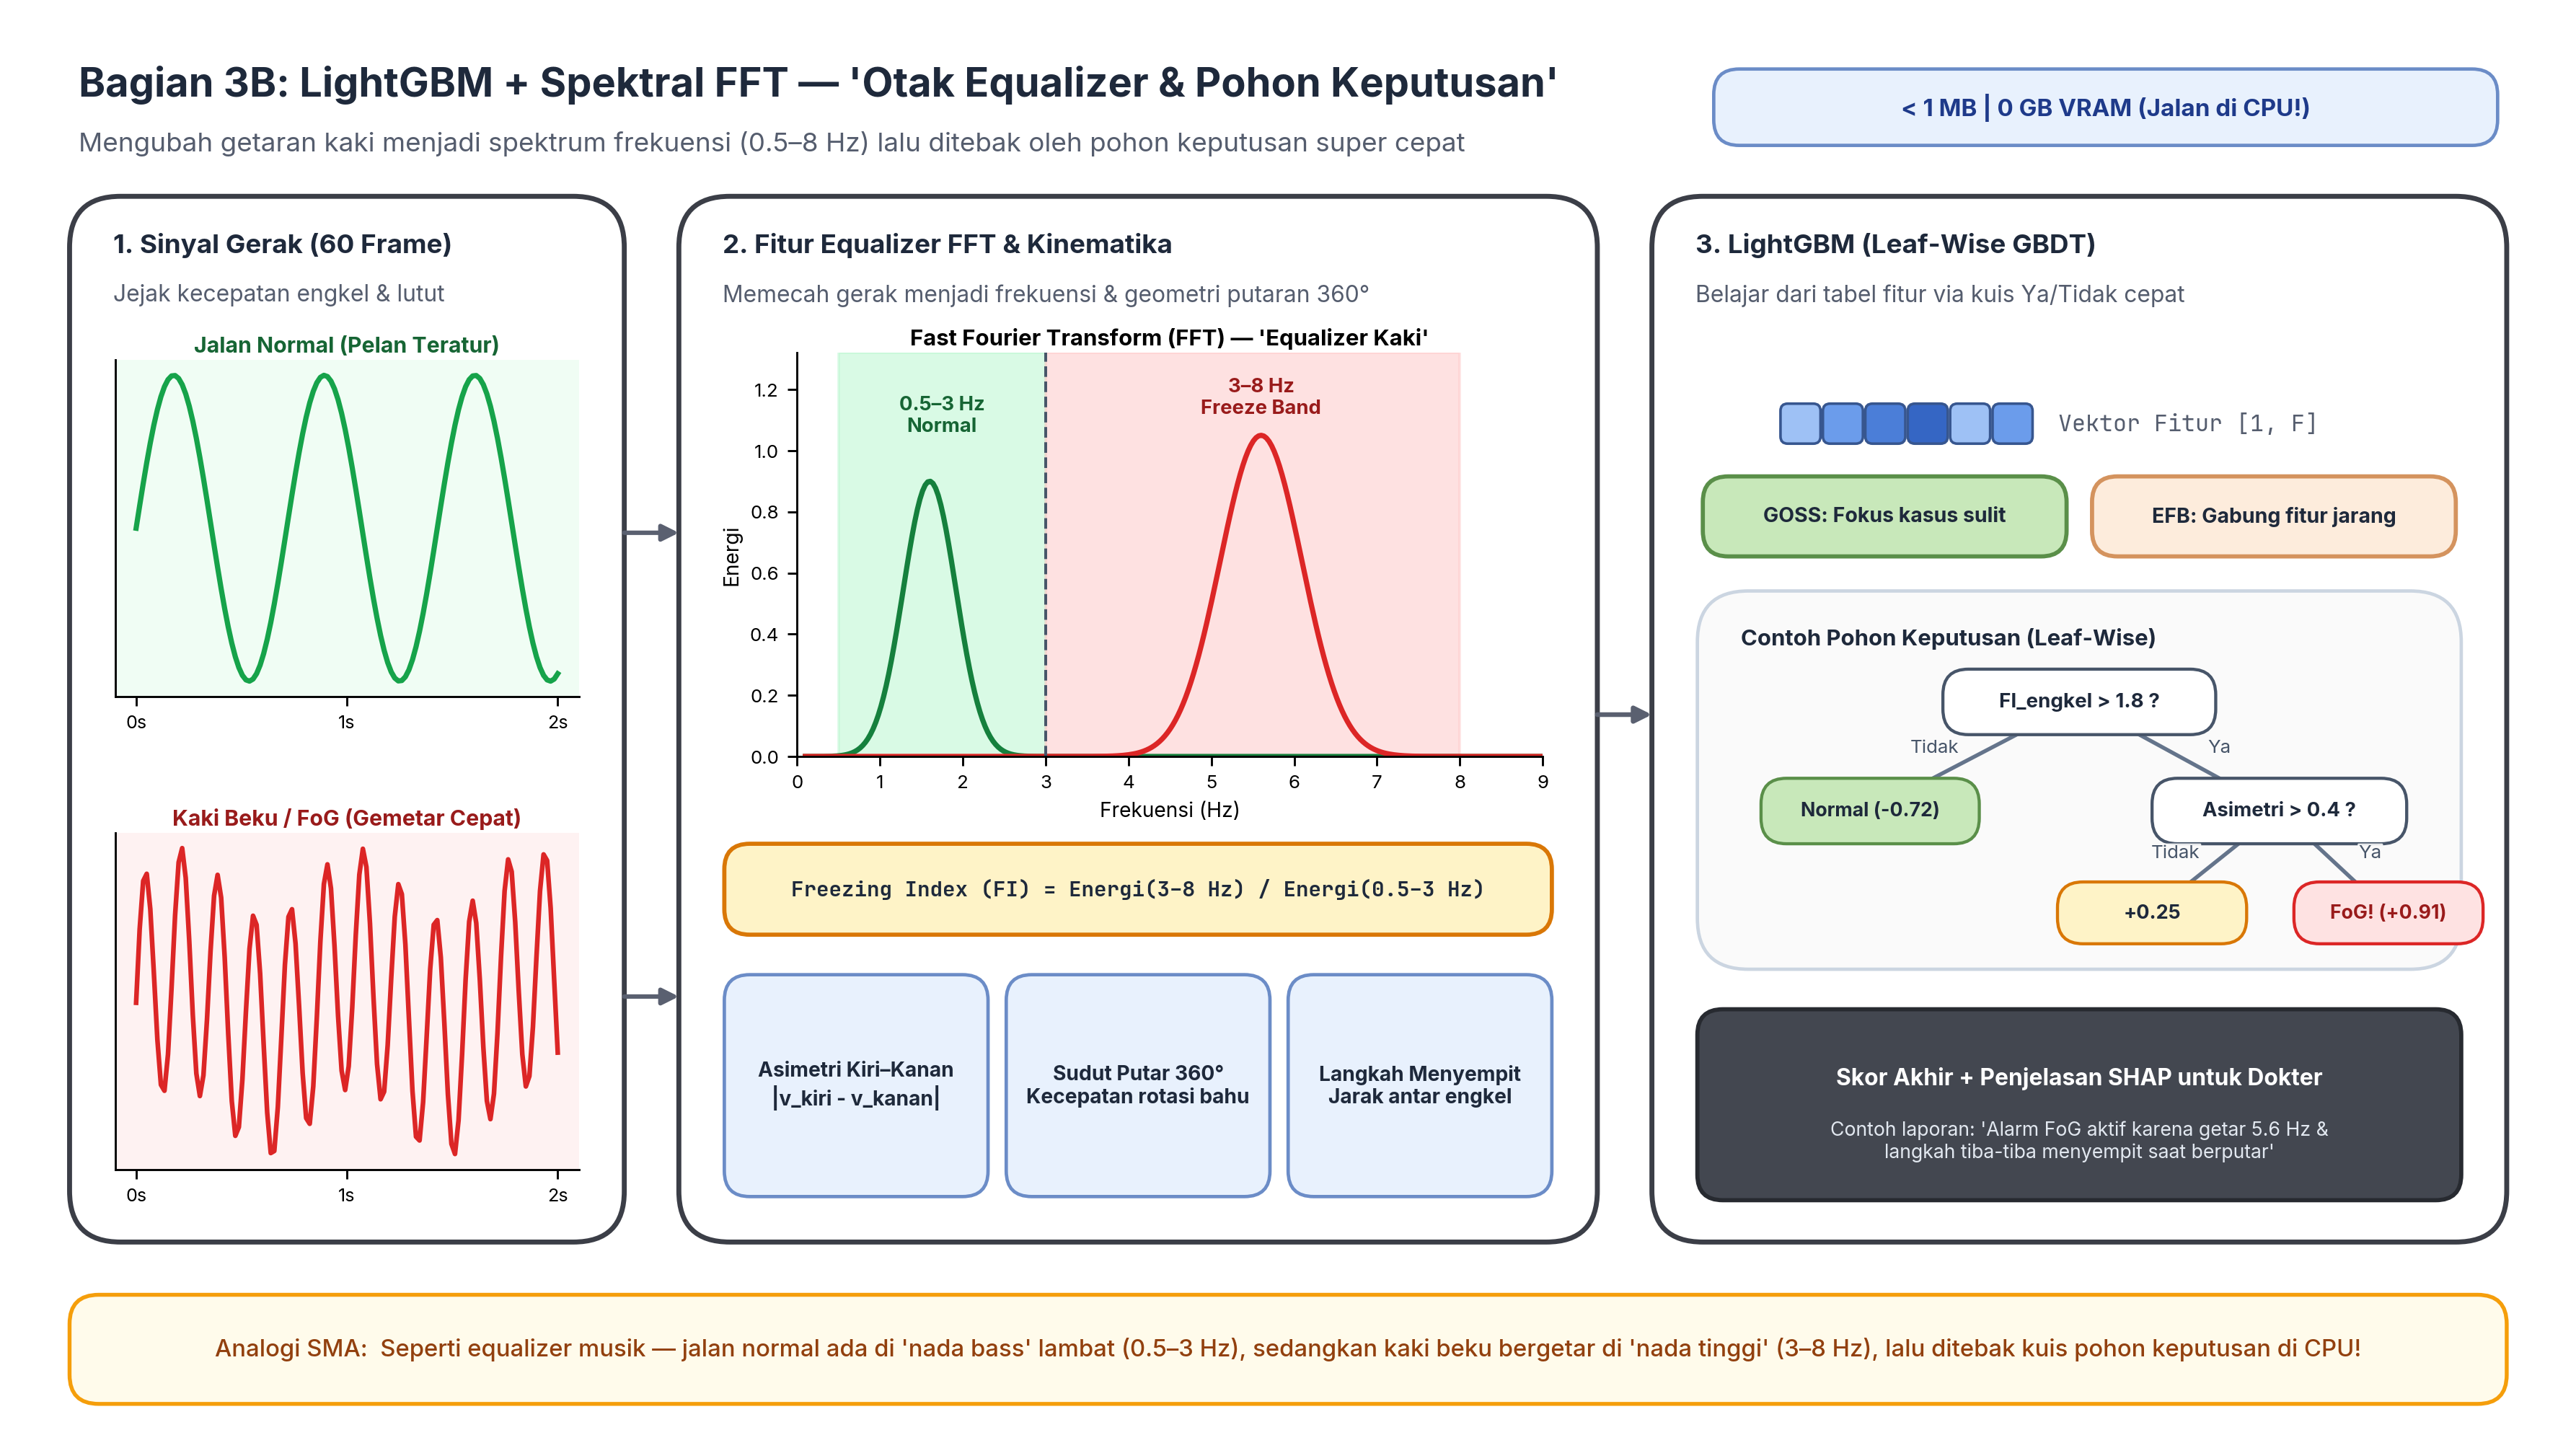 Bagian 3B: LightGBM + Spektral FFT — 'Otak Equalizer & Pohon Keputusan'
Mengubah getaran kaki menjadi spektrum frekuensi (0.5–8 Hz) lalu ditebak oleh pohon keputusan super cepat
< 1 MB | 0 GB VRAM (Jalan di CPU!)
1. Sinyal Gerak (60 Frame)
Jejak kecepatan engkel & lutut
Jalan Normal (Pelan Teratur)
0s
1s
2s
Kaki Beku / FoG (Gemetar Cepat)
0s
1s
2s
2. Fitur Equalizer FFT & Kinematika
Memecah gerak menjadi frekuensi & geometri putaran 360°
Fast Fourier Transform (FFT) — 'Equalizer Kaki'
Energi
1.2
1.0
0.8
0.6
0.4
0.2
0.0
0.5–3 Hz
Normal
3–8 Hz
Freeze Band
0
1
2
3
4
5
6
7
8
9
Frekuensi (Hz)
Freezing Index (FI) = Energi(3–8 Hz) / Energi(0.5–3 Hz)
Asimetri Kiri–Kanan
|v_kiri - v_kanan|
Sudut Putar 360°
Kecepatan rotasi bahu
Langkah Menyempit
Jarak antar engkel
3. LightGBM (Leaf-Wise GBDT)
Belajar dari tabel fitur via kuis Ya/Tidak cepat
Vektor Fitur [1, F]
GOSS: Fokus kasus sulit
EFB: Gabung fitur jarang
Contoh Pohon Keputusan (Leaf-Wise)
FI_engkel > 1.8 ?
Tidak
Ya
Normal (-0.72)
Asimetri > 0.4 ?
Tidak
Ya
+0.25
FoG! (+0.91)
Skor Akhir + Penjelasan SHAP untuk Dokter
Contoh laporan: 'Alarm FoG aktif karena getar 5.6 Hz &
langkah tiba-tiba menyempit saat berputar'
Analogi SMA:  Seperti equalizer musik — jalan normal ada di 'nada bass' lambat (0.5–3 Hz), sedangkan kaki beku bergetar di 'nada tinggi' (3–8 Hz), lalu ditebak kuis pohon keputusan di CPU!